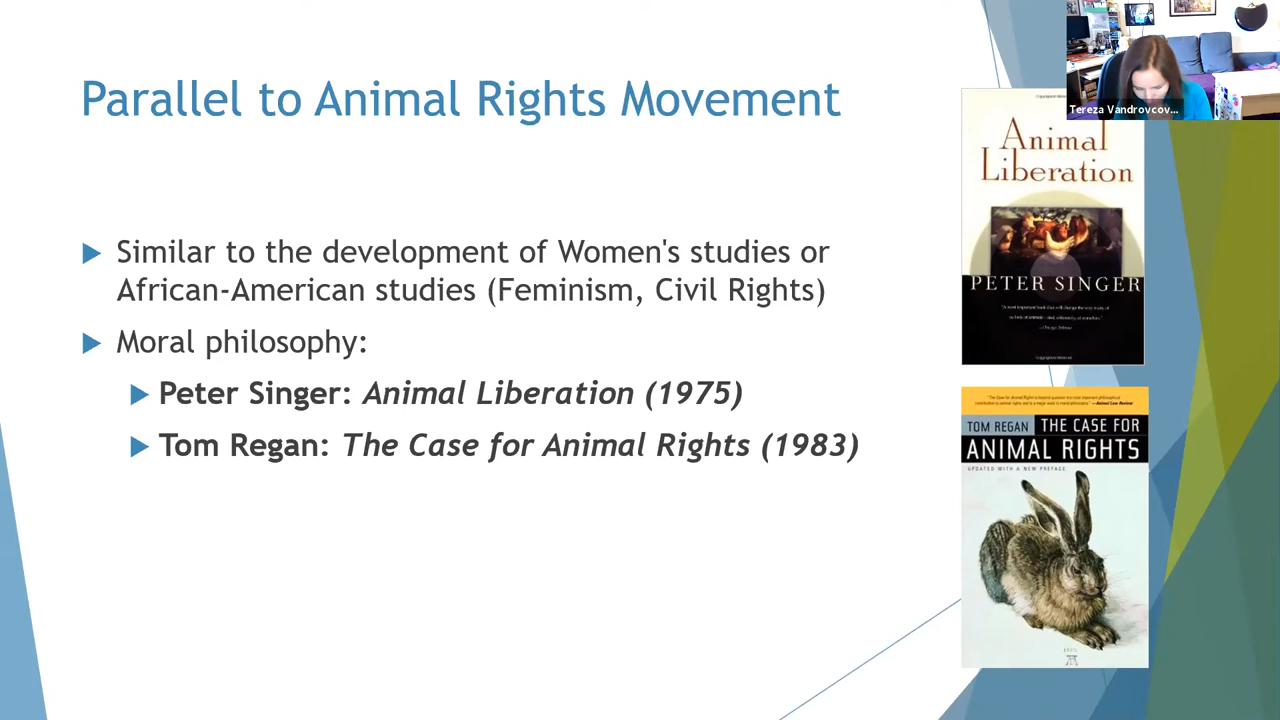 Parallel to Animal Rights Movement
Similar to the development of Women's studies or
African-American studies (Feminism, Civil Rights)
Moral philosophy:
Peter Singer: Animal Liberation (1975)
Tom Regan: The Case for Animal Rights (1983)
Tereza Vandrovcov...
Animal
Liberation
PETER SINGER
TOM REGAN THE CASE FOR
ANIMAL RIGHTS
UPDATED WITH A NEW PREFACE